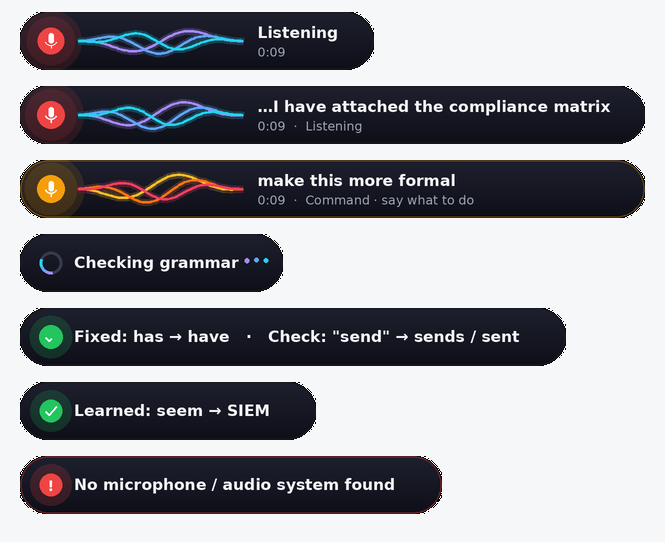 Listening
0:09
...I have attached the compliance matrix
0:09 · Listening
make this more formal
0:09 · Command · say what to do
Checking grammar
Fixed: has → have · Check: "send" → sends / sent
Learned: seem → SIEM
No microphone / audio system found